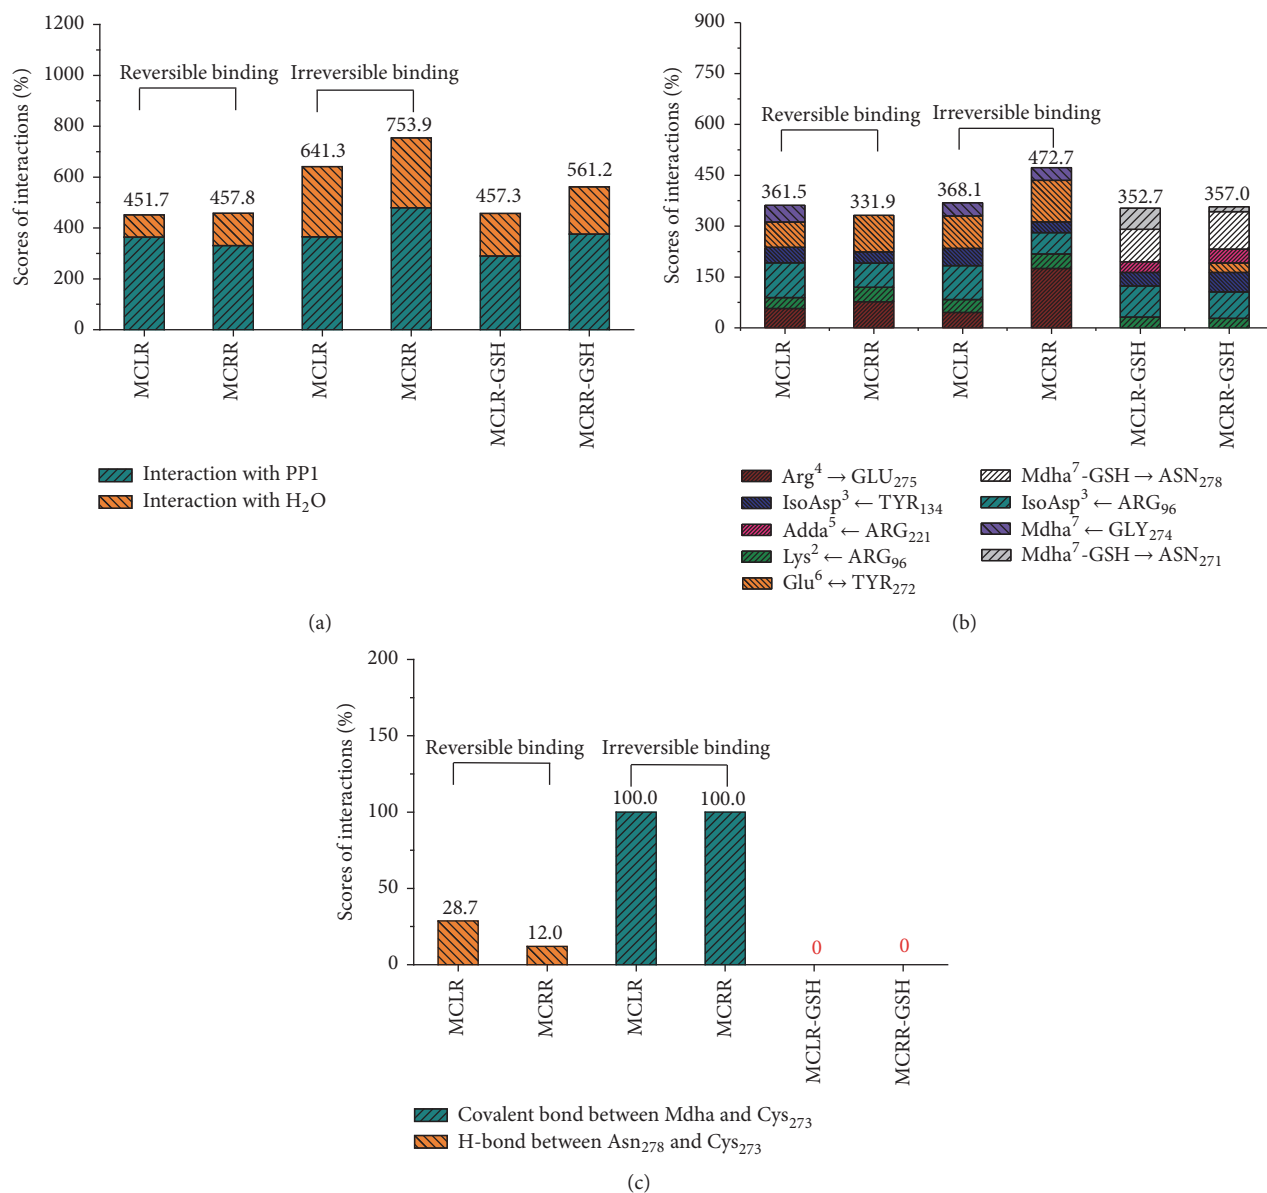 1200
1000
800
600
400
200
0
Scores of interactions (%)
Reversible binding
Irreversible binding
451.7
457.8
641.3
753.9
457.3
561.2
MCLR
MCRR
MCLR
MCRR
MCLR-GSH
MCRR-GSH
Interaction with PP1
Interaction with H₂O
(a)
900
750
600
450
300
150
0
Scores of interactions (%)
Reversible binding
Irreversible binding
361.5
331.9
368.1
472.7
352.7
357.0
MCLR
MCRR
MCLR
MCRR
MCLR-GSH
MCRR-GSH
Arg⁴ → GLU₂₇₅
IsoAsp³ ← TYR₁₃₄
Adda⁵ ← ARG₂₂₁
Lys² ← ARG₉₆
Glu⁶ ↔ TYR₂₇₂
Mdha⁷-GSH → ASN₂₇₈
IsoAsp³ ← ARG₉₆
Mdha⁷ ← GLY₂₇₄
Mdha⁷-GSH → ASN₂₇₁
(b)
200
150
100
50
0
Scores of interactions (%)
Reversible binding
Irreversible binding
28.7
12.0
100.0
100.0
0
0
MCLR
MCRR
MCLR
MCRR
MCLR-GSH
MCRR-GSH
Covalent bond between Mdha and Cys₂₇₃
H-bond between Asn₂₇₈ and Cys₂₇₃
(c)